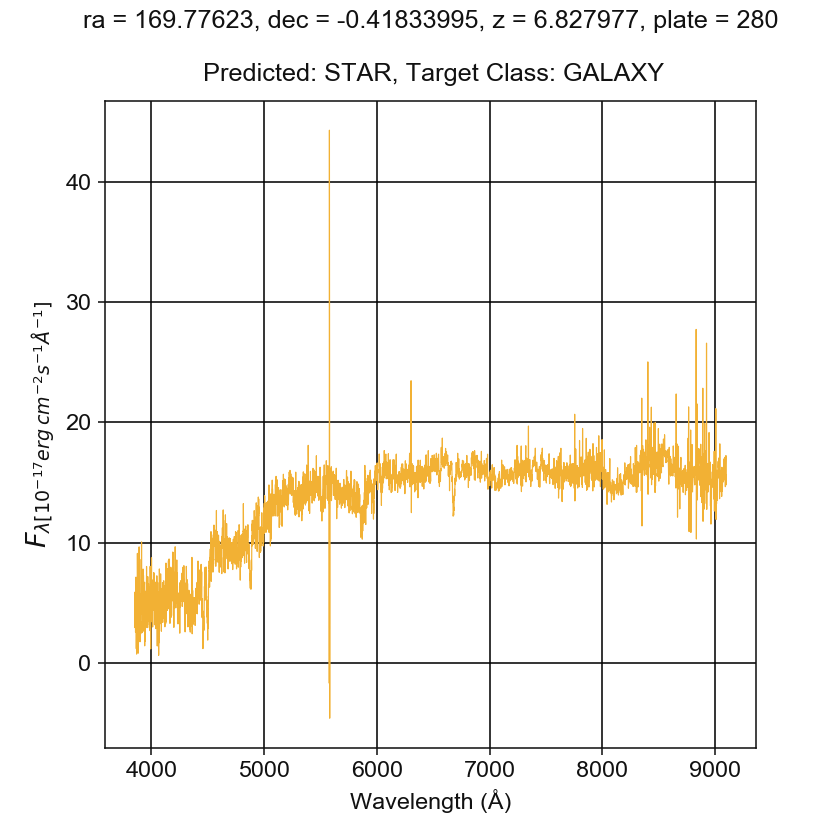 ra = 169.77623, dec = -0.41833995, z = 6.827977, plate = 280
Predicted: STAR, Target Class: GALAXY
40
30
20
10
0
F_λ[10⁻¹⁷erg cm⁻²s⁻¹Å⁻¹]
4000 5000 6000 7000 8000 9000
Wavelength (Å)